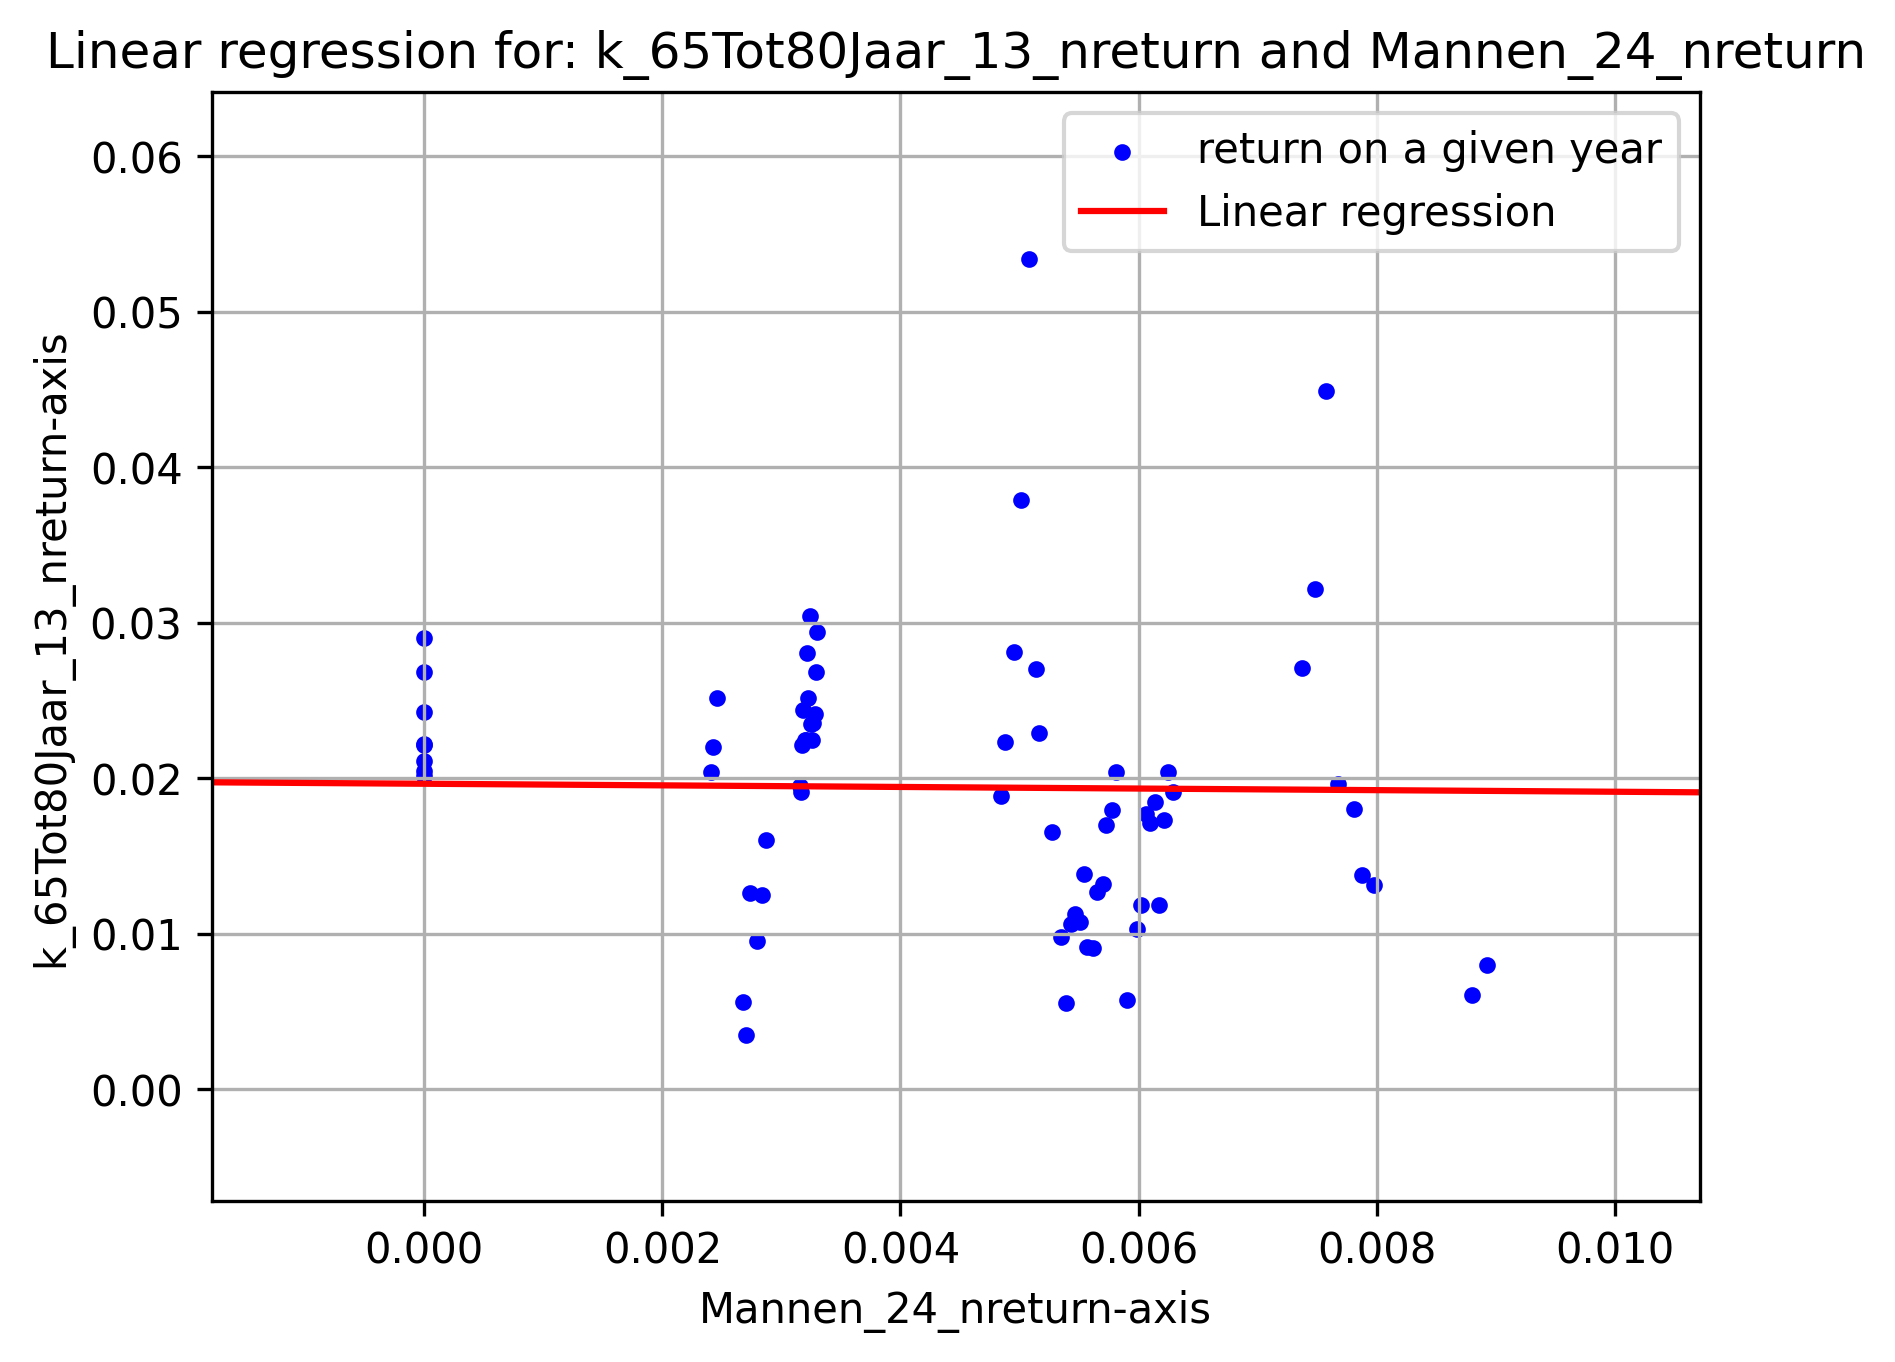 Linear regression for: k_65Tot80Jaar_13_nreturn and Mannen_24_nreturn
return on a given year
Linear regression
0.06
0.05
0.04
0.03
0.02
0.01
0.00
k_65Tot80Jaar_13_nreturn-axis
0.000 0.002 0.004 0.006 0.008 0.010
Mannen_24_nreturn-axis